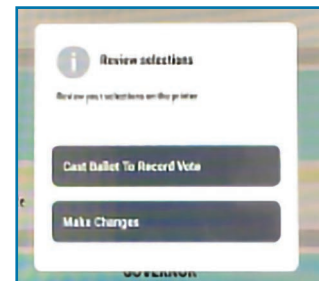 Review selections
Review your selections on the printer
Cast Ballot To Record Vote
Make Changes
GOVERNOR